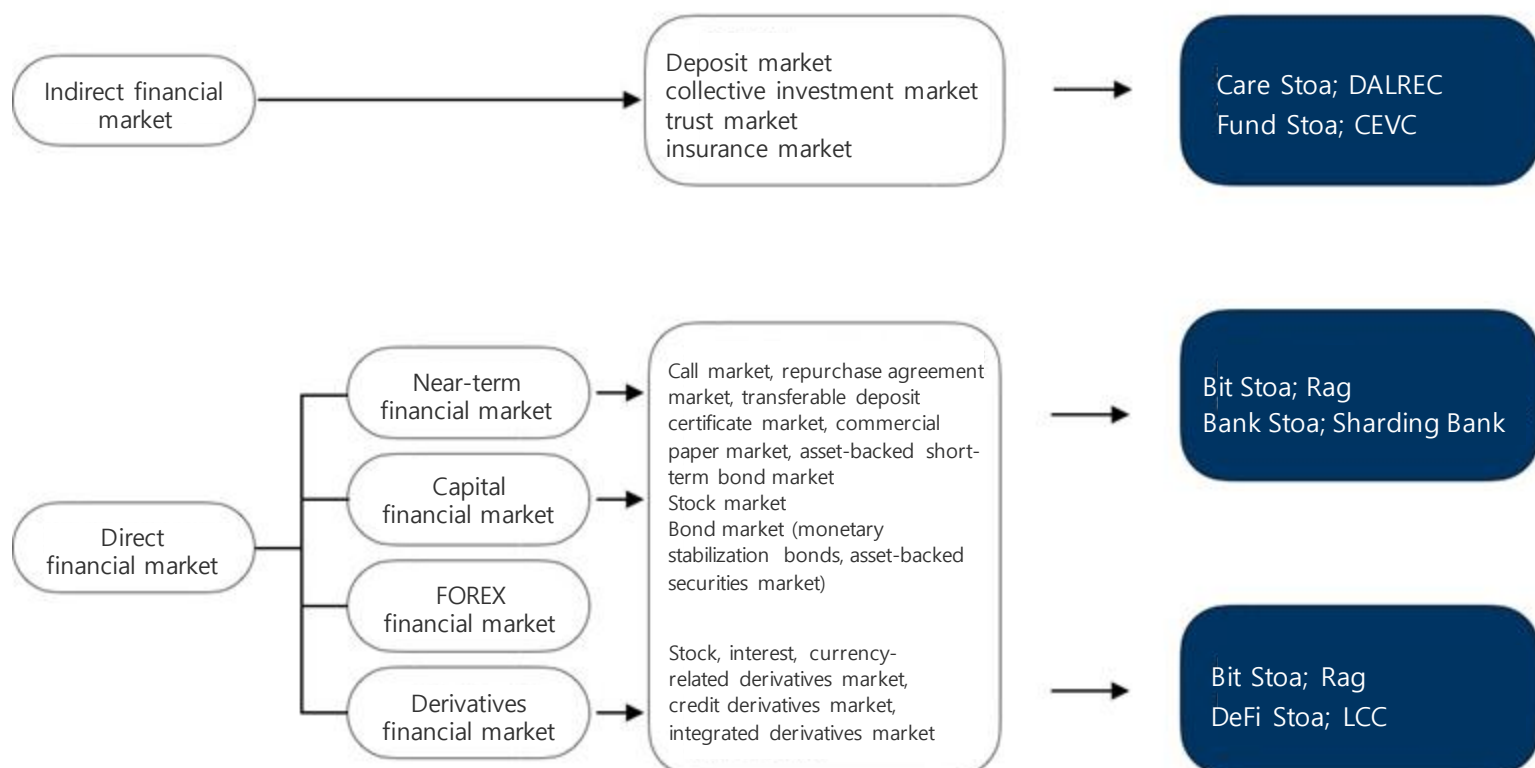 Indirect financial
market
Deposit market
collective investment market
trust market
insurance market
Care Stoa; DALREC
Fund Stoa; CEVC
Direct
financial market
Near-term
financial market
Capital
financial market
FOREX
financial market
Derivatives
financial market
Call market, repurchase agreement
market, transferable deposit
certificate market, commercial
paper market, asset-backed short-
term bond market
Stock market
Bond market (monetary
stabilization bonds, asset-backed
securities market)
Stock, interest, currency-
related derivatives market,
credit derivatives market,
integrated derivatives market
Bit Stoa; Rag
Bank Stoa; Sharding Bank
Bit Stoa; Rag
DeFi Stoa; LCC